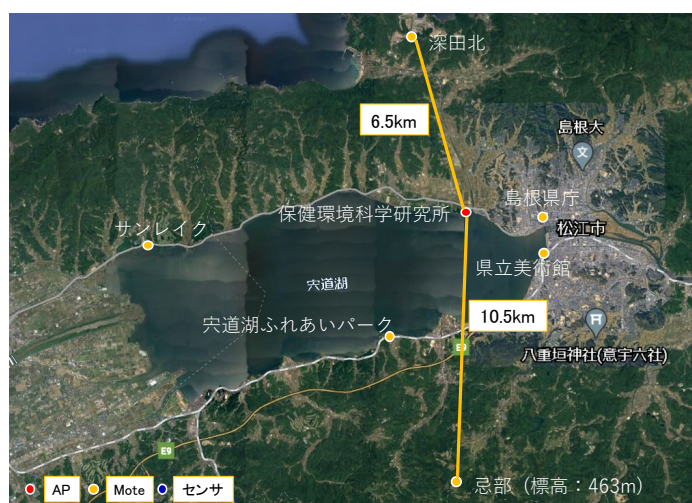 深田北
6.5km
島根大
文
島根県庁
保健環境科学研究所
松江市
サンレイク
県立美術館
宍道湖
10.5km
宍道湖ふれあいパーク
八重垣神社(意宇六社)
E9
忌部（標高：463m）
AP
Mote
センサ